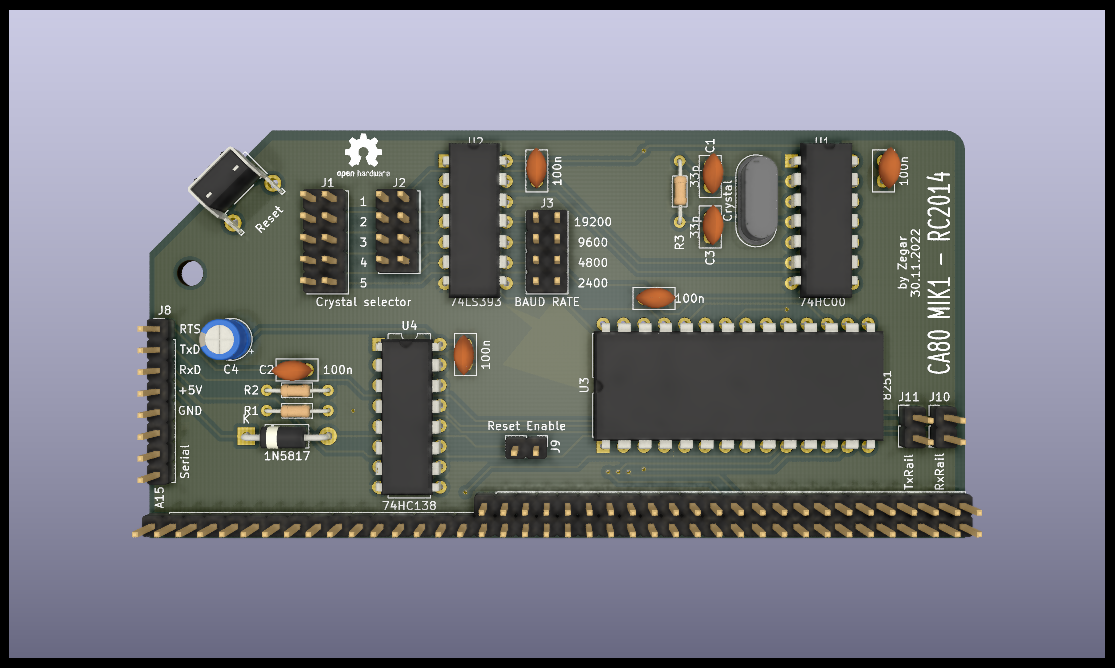 open hardware
U2
U1
C1
100n
33p
Crystal
100n
J1
J2
1
2
3
4
5
Crystal selector
Reset
J3
19200
9600
4800
2400
BAUD RATE
74LS393
R3
33p
C3
100n
74HC00
by Zegar
30.11.2022
CA80 MIK1 - RC2014
J8
RTS
TxD
RxD
+5V
GND
Serial
A15
C4
+
C2
100n
R2
R1
K
1N5817
U4
100n
74HC138
U3
8251
Reset Enable
J9
J11
J10
TxRail
RxRail